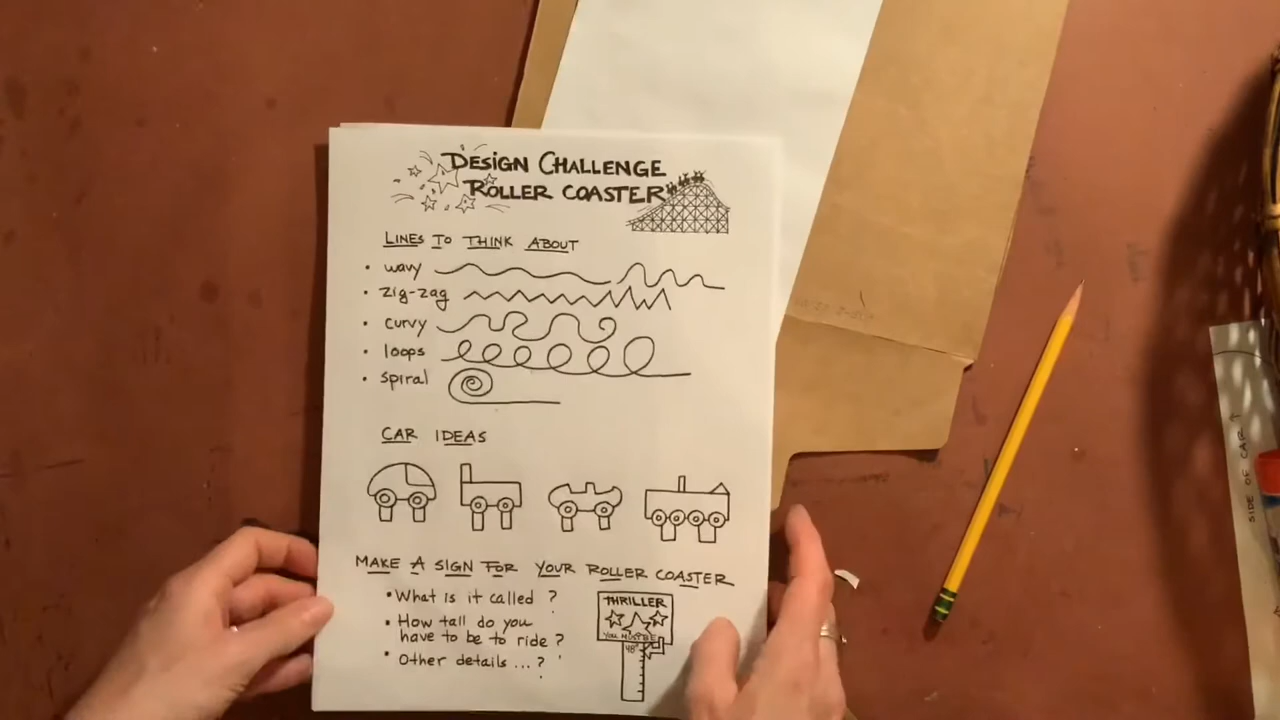 DESIGN CHALLENGE
ROLLER COASTER
LINES TO THINK ABOUT
• wavy
• zig-zag
• curvy
• loops
• spiral
CAR IDEAS
MAKE A SIGN FOR YOUR ROLLER COASTER
• What is it called ?
• How tall do you
have to be to ride ?
• Other details ... ?
THRILLER
YOU MUST BE
48"
SIDE OF CAR ↑